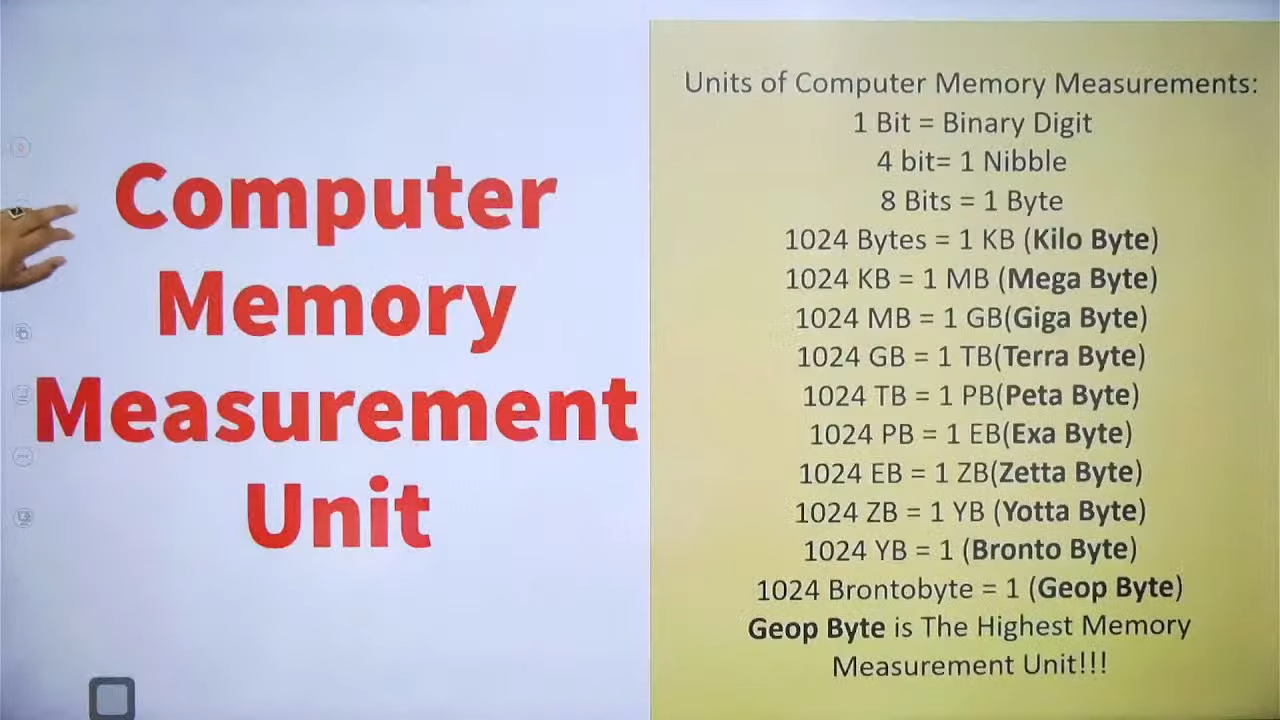 Computer
Memory
Measurement
Unit
Units of Computer Memory Measurements:
1 Bit = Binary Digit
4 bit= 1 Nibble
8 Bits = 1 Byte
1024 Bytes = 1 KB (Kilo Byte)
1024 KB = 1 MB (Mega Byte)
1024 MB = 1 GB(Giga Byte)
1024 GB = 1 TB(Terra Byte)
1024 TB = 1 PB(Peta Byte)
1024 PB = 1 EB(Exa Byte)
1024 EB = 1 ZB(Zetta Byte)
1024 ZB = 1 YB (Yotta Byte)
1024 YB = 1 (Bronto Byte)
1024 Brontobyte = 1 (Geop Byte)
Geop Byte is The Highest Memory
Measurement Unit!!!